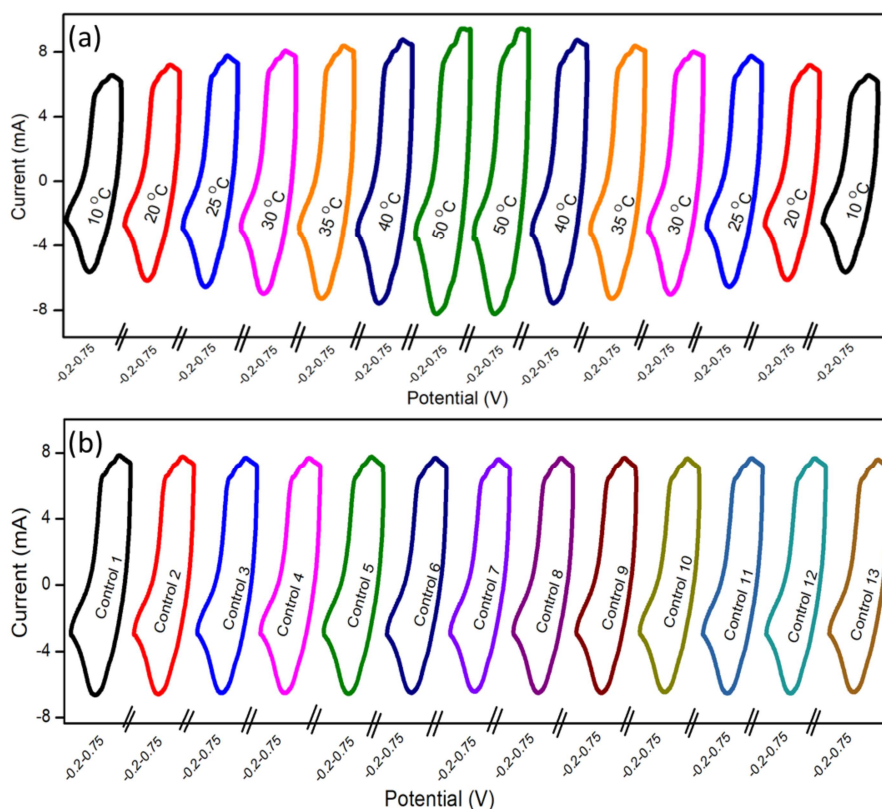 (a)
8
4
0
-4
-8
Current (mA)
10 °C
20 °C
25 °C
30 °C
35 °C
40 °C
50 °C
50 °C
40 °C
35 °C
30 °C
25 °C
20 °C
10 °C
-0.2-0.75
-0.2-0.75
-0.2-0.75
-0.2-0.75
-0.2-0.75
-0.2-0.75
-0.2-0.75
-0.2-0.75
-0.2-0.75
-0.2-0.75
-0.2-0.75
-0.2-0.75
-0.2-0.75
-0.2-0.75
Potential (V)
(b)
8
4
0
-4
-8
Current (mA)
Control 1
Control 2
Control 3
Control 4
Control 5
Control 6
Control 7
Control 8
Control 9
Control 10
Control 11
Control 12
Control 13
-0.2-0.75
-0.2-0.75
-0.2-0.75
-0.2-0.75
-0.2-0.75
-0.2-0.75
-0.2-0.75
-0.2-0.75
-0.2-0.75
-0.2-0.75
-0.2-0.75
-0.2-0.75
-0.2-0.75
Potential (V)